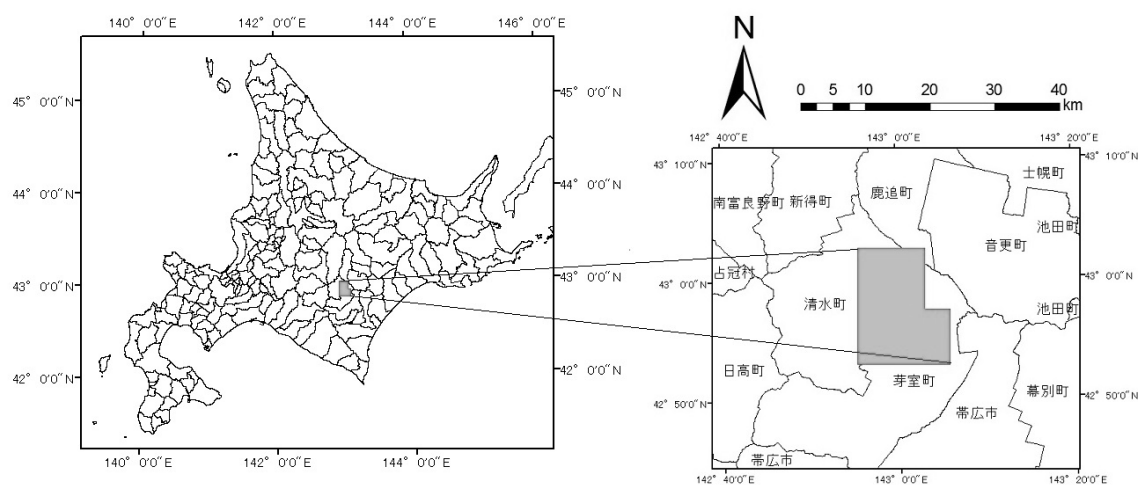 140° 0′0″E 142° 0′0″E 144° 0′0″E 146° 0′0″E
45° 0′0″N
44° 0′0″N
43° 0′0″N
42° 0′0″N
45° 0′0″N
44° 0′0″N
43° 0′0″N
42° 0′0″N
140° 0′0″E 142° 0′0″E 144° 0′0″E
N
0 5 10 20 30 40
km
142° 40′0″E 143° 0′0″E 143° 20′0″E
43° 10′0″N
43° 0′0″N
42° 50′0″N
43° 10′0″N
43° 0′0″N
42° 50′0″N
士幌町
鹿追町
南富良野町 新得町
池田町
音更町
占冠村
清水町
池田町
日高町
芽室町
幕別町
帯広市
帯広市
142° 40′0″E 143° 0′0″E 143° 20′0″E